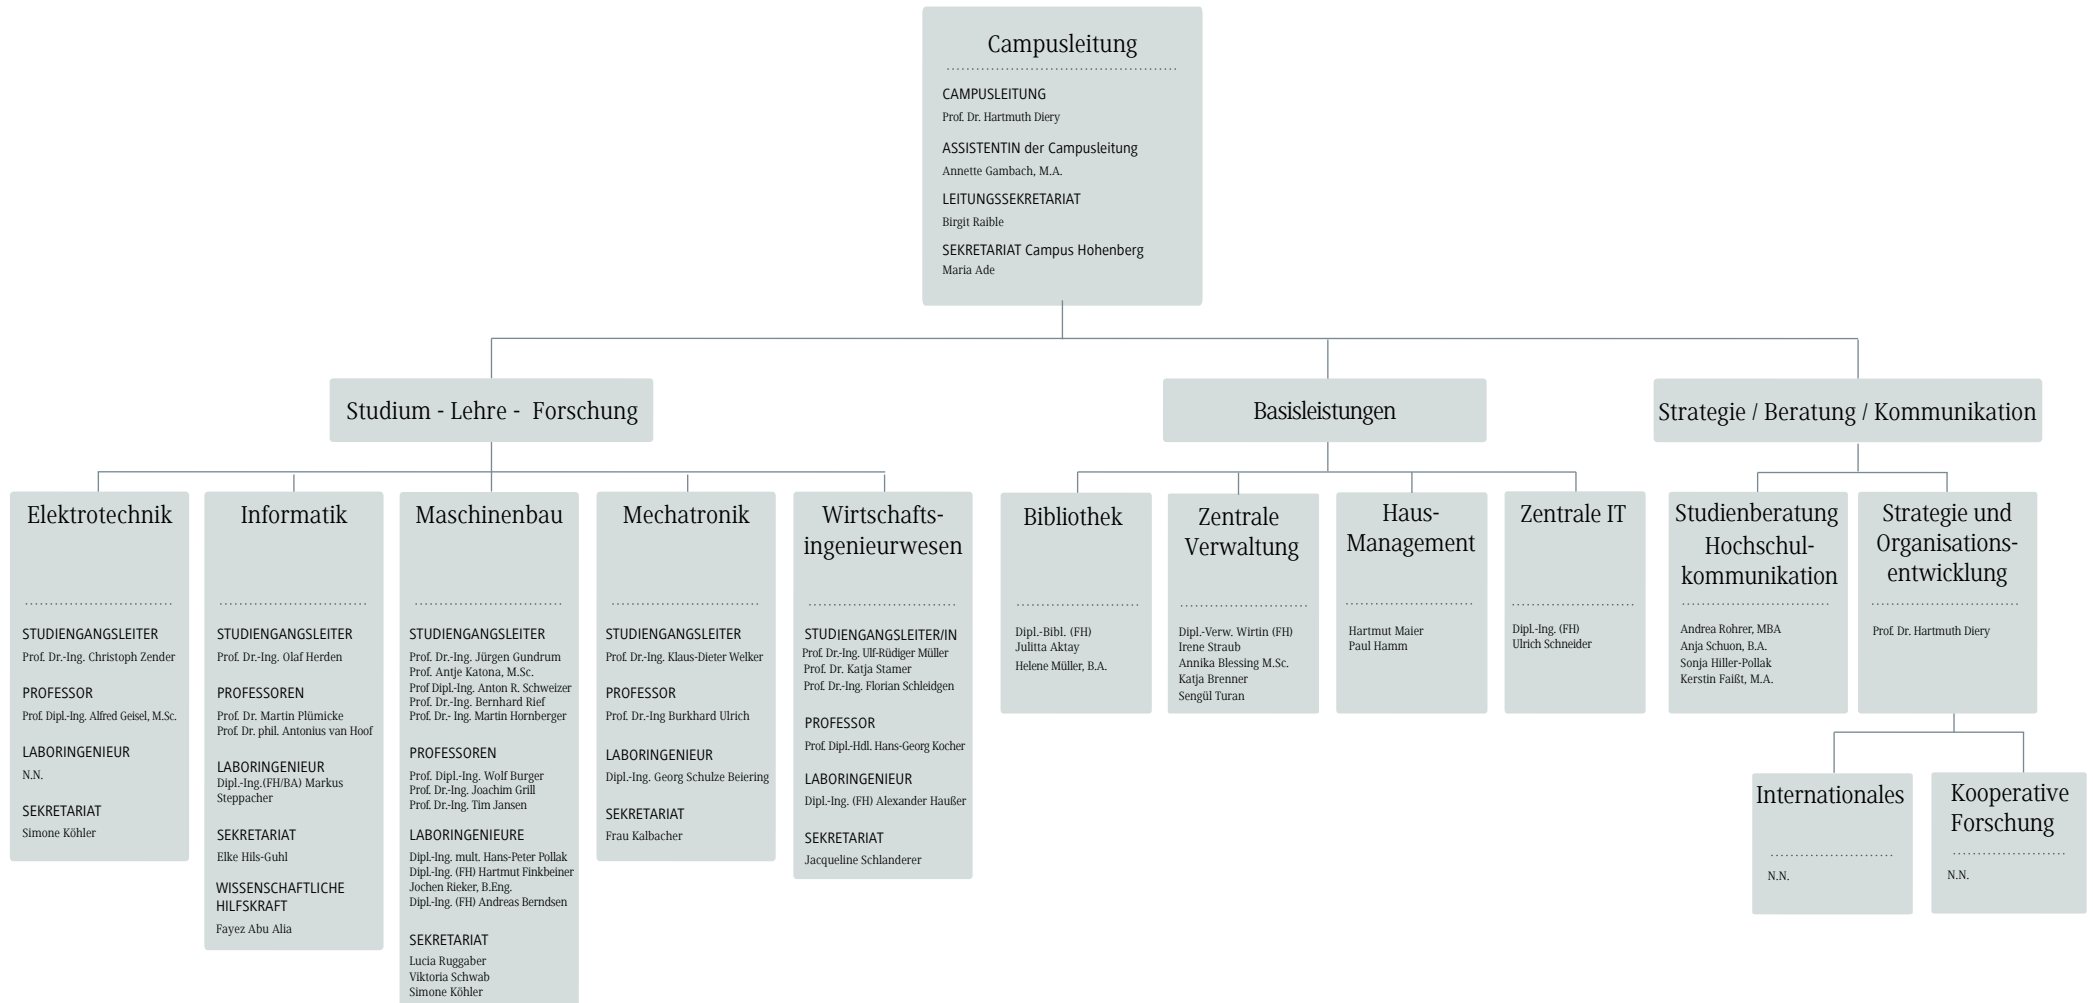 Campusleitung
CAMPUSLEITUNG
Prof. Dr. Hartmuth Diery
ASSISTENTIN der Campusleitung
Annette Gambach, M.A.
LEITUNGSSEKRETARIAT
Birgit Raible
SEKRETARIAT Campus Hohenberg
Maria Ade
Studium - Lehre - Forschung
Basisleistungen
Strategie / Beratung / Kommunikation
Elektrotechnik
STUDIENGANGSLEITER
Prof. Dr.-Ing. Christoph Zender
PROFESSOR
Prof. Dipl.-Ing. Alfred Geisel, M.Sc.
LABORINGENIEUR
N.N.
SEKRETARIAT
Simone Köhler
Informatik
STUDIENGANGSLEITER
Prof. Dr.-Ing. Olaf Herden
PROFESSOREN
Prof. Dr. Martin Plümicke
Prof. Dr. phil. Antonius van Hoof
LABORINGENIEUR
Dipl.-Ing.(FH/BA) Markus
Steppacher
SEKRETARIAT
Elke Hils-Guhl
WISSENSCHAFTLICHE
HILFSKRAFT
Fayez Abu Alia
Maschinenbau
STUDIENGANGSLEITER
Prof. Dr.-Ing. Jürgen Gundrum
Prof. Antje Katona, M.Sc.
Prof Dipl.-Ing. Anton R. Schweizer
Prof. Dr.-Ing. Bernhard Rief
Prof. Dr.- Ing. Martin Hornberger
PROFESSOREN
Prof. Dipl.-Ing. Wolf Burger
Prof. Dr.-Ing. Joachim Grill
Prof. Dr.-Ing. Tim Jansen
LABORINGENIEURE
Dipl.-Ing. mult. Hans-Peter Pollak
Dipl.-Ing. (FH) Hartmut Finkbeiner
Jochen Rieker, B.Eng.
Dipl.-Ing. (FH) Andreas Berndsen
SEKRETARIAT
Lucia Ruggaber
Viktoria Schwab
Simone Köhler
Mechatronik
STUDIENGANGSLEITER
Prof. Dr.-Ing. Klaus-Dieter Welker
PROFESSOR
Prof. Dr.-Ing Burkhard Ulrich
LABORINGENIEUR
Dipl.-Ing. Georg Schulze Beiering
SEKRETARIAT
Frau Kalbacher
Wirtschafts-
ingenieurwesen
STUDIENGANGSLEITER/IN
Prof. Dr.-Ing. Ulf-Rüdiger Müller
Prof. Dr. Katja Stamer
Prof. Dr.-Ing. Florian Schleidgen
PROFESSOR
Prof. Dipl.-Hdl. Hans-Georg Kocher
LABORINGENIEUR
Dipl.-Ing. (FH) Alexander Haußer
SEKRETARIAT
Jacqueline Schlanderer
Bibliothek
Dipl.-Bibl. (FH)
Julitta Aktay
Helene Müller, B.A.
Zentrale
Verwaltung
Dipl.-Verw. Wirtin (FH)
Irene Straub
Annika Blessing M.Sc.
Katja Brenner
Sengül Turan
Haus-
Management
Hartmut Maier
Paul Hamm
Zentrale IT
Dipl.-Ing. (FH)
Ulrich Schneider
Studienberatung
Hochschul-
kommunikation
Andrea Rohrer, MBA
Anja Schuon, B.A.
Sonja Hiller-Pollak
Kerstin Faißt, M.A.
Strategie und
Organisations-
entwicklung
Prof. Dr. Hartmuth Diery
Internationales
N.N.
Kooperative
Forschung
N.N.